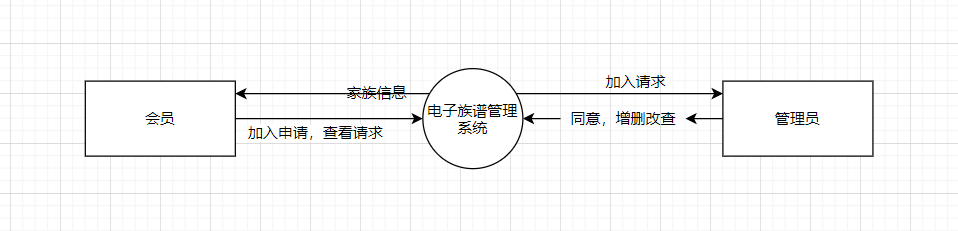 加入请求
家族信息
会员
电子族谱管理
系统
同意，增删改查
管理员
加入申请，查看请求